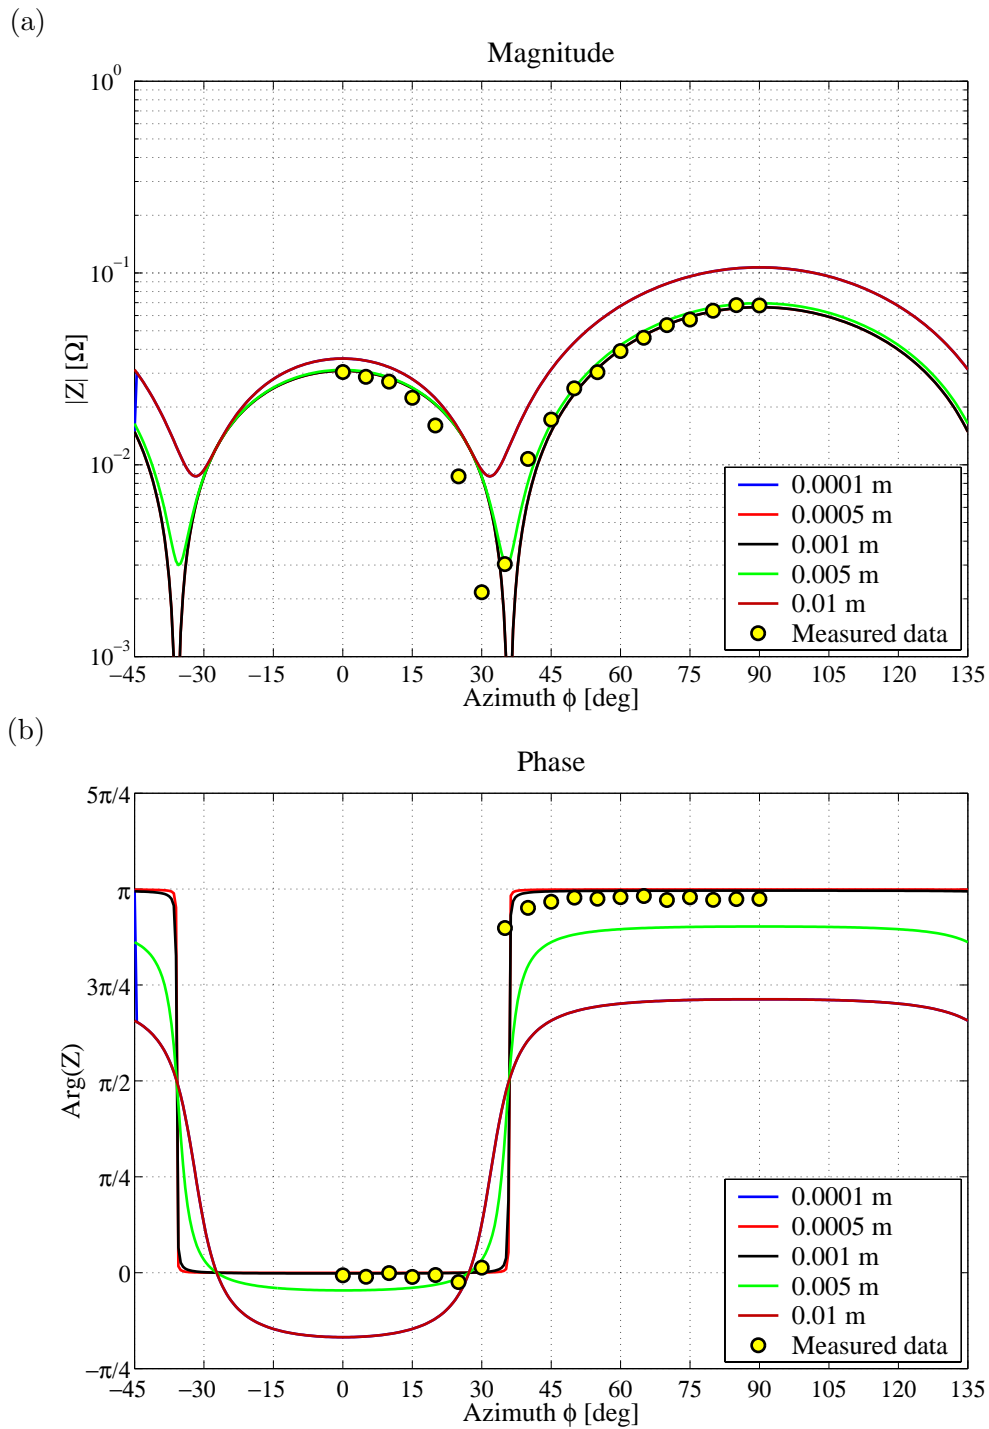 (a)
Magnitude
10⁰
10⁻¹
10⁻²
10⁻³
|Z| [Ω]
0.0001 m
0.0005 m
0.001 m
0.005 m
0.01 m
Measured data
−45 −30 −15 0 15 30 45 60 75 90 105 120 135
Azimuth ϕ [deg]
(b)
Phase
5π/4
π
3π/4
π/2
π/4
0
−π/4
Arg(Z)
0.0001 m
0.0005 m
0.001 m
0.005 m
0.01 m
Measured data
−45 −30 −15 0 15 30 45 60 75 90 105 120 135
Azimuth ϕ [deg]